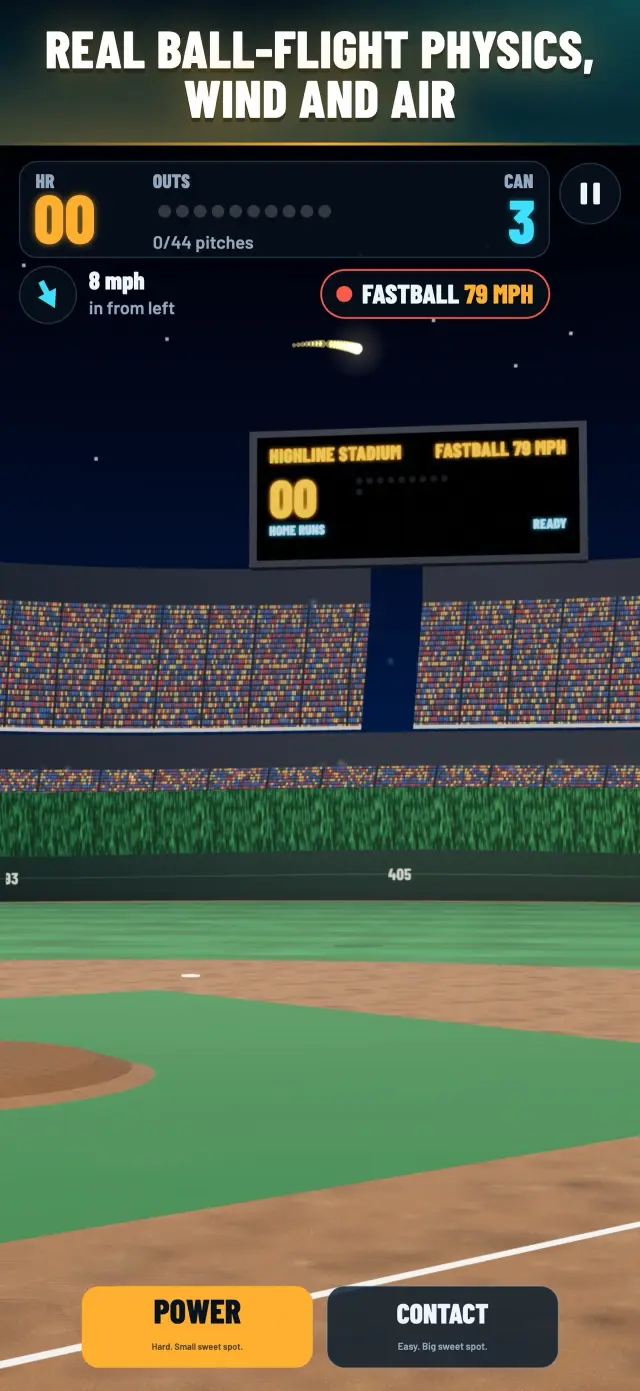 REAL BALL-FLIGHT PHYSICS,
WIND AND AIR
HR
OUTS
CAN
00
3
0/44 pitches
8 mph
in from left
FASTBALL 79 MPH
HIGHLINE STADIUM
FASTBALL 79 MPH
00
HOME RUNS
READY
405
POWER
Hard. Small sweet spot.
CONTACT
Easy. Big sweet spot.